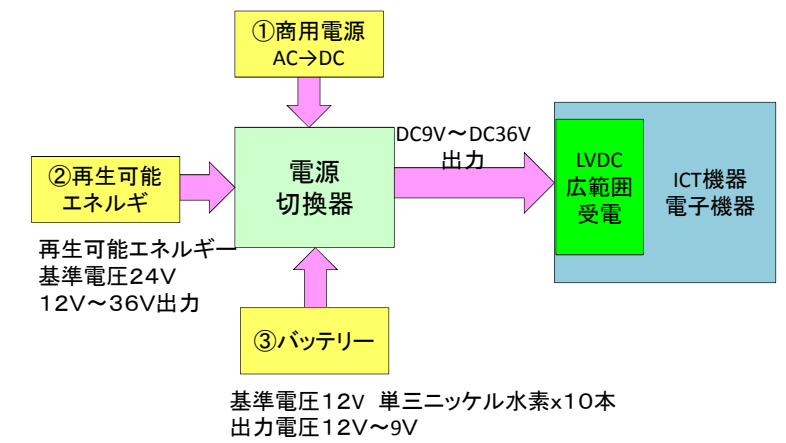 ①商用電源
AC→DC
②再生可能
エネルギ
電源
切換器
DC9V～DC36V
出力
LVDC
広範囲
受電
ICT機器
電子機器
再生可能エネルギー
基準電圧２４Ｖ
１２Ｖ～３６Ｖ出力
③バッテリー
基準電圧１２V 単三ニッケル水素x１０本
出力電圧１２Ｖ～9Ｖ